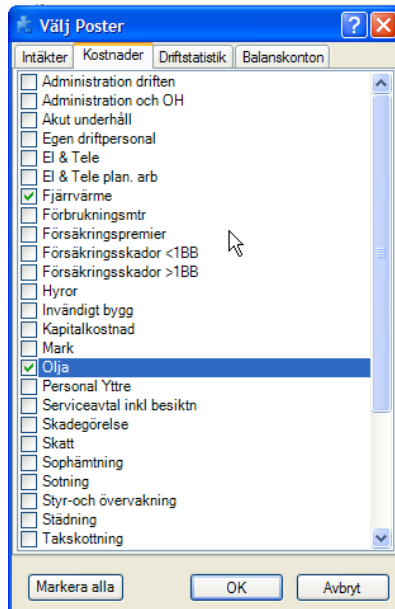 Välj Poster
Intäkter Kostnader Driftstatistik Balanskonton
Administration driften
Administration och OH
Akut underhåll
Egen driftpersonal
El & Tele
El & Tele plan. arb
Fjärrvärme
Förbrukningsmtr
Försäkringspremier
Försäkringsskador <1BB
Försäkringsskador >1BB
Hyror
Invändigt bygg
Kapitalkostnad
Mark
Olja
Personal Yttre
Serviceavtal inkl besiktn
Skadegörelse
Skatt
Sophämtning
Sotning
Styr-och övervakning
Städning
Takskottning
Markera alla OK Avbryt